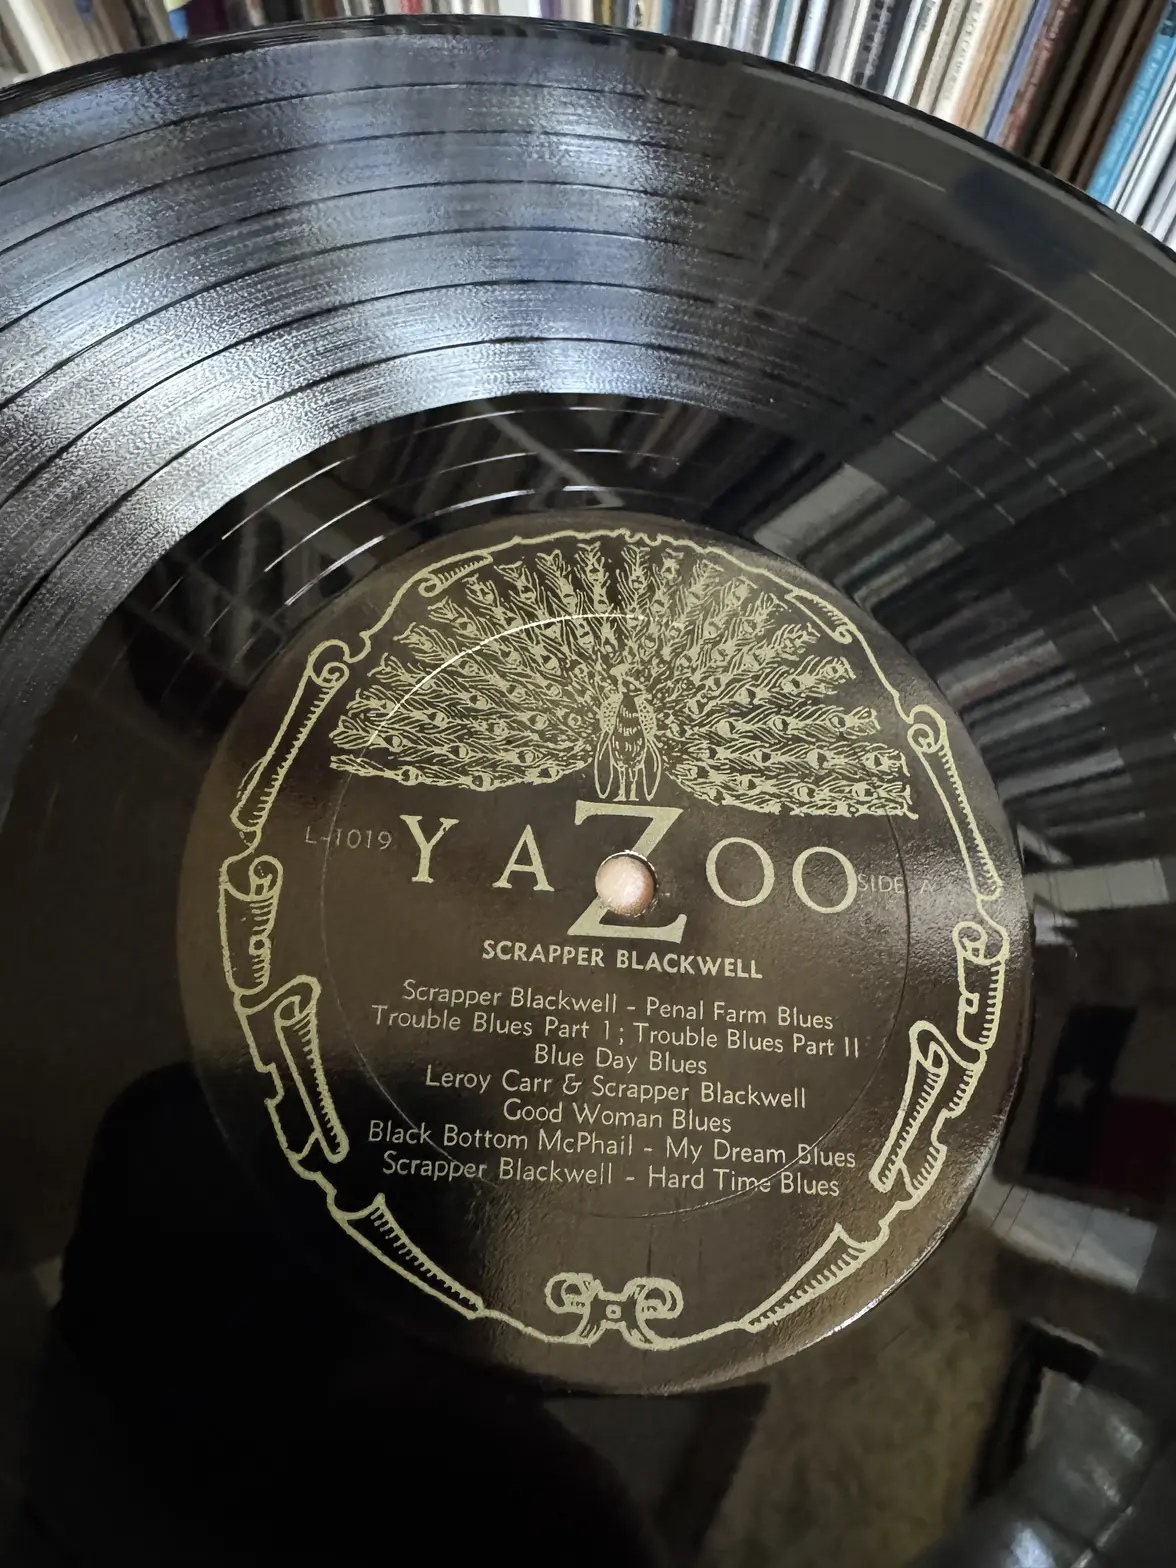 YAZOO
L-1019
SIDE A
SCRAPPER BLACKWELL
Scrapper Blackwell - Penal Farm Blues
Trouble Blues Part I; Trouble Blues Part II
Blue Day Blues
Leroy Carr & Scrapper Blackwell
Good Woman Blues
Black Bottom McPhail - My Dream Blues
Scrapper Blackwell - Hard Time Blues